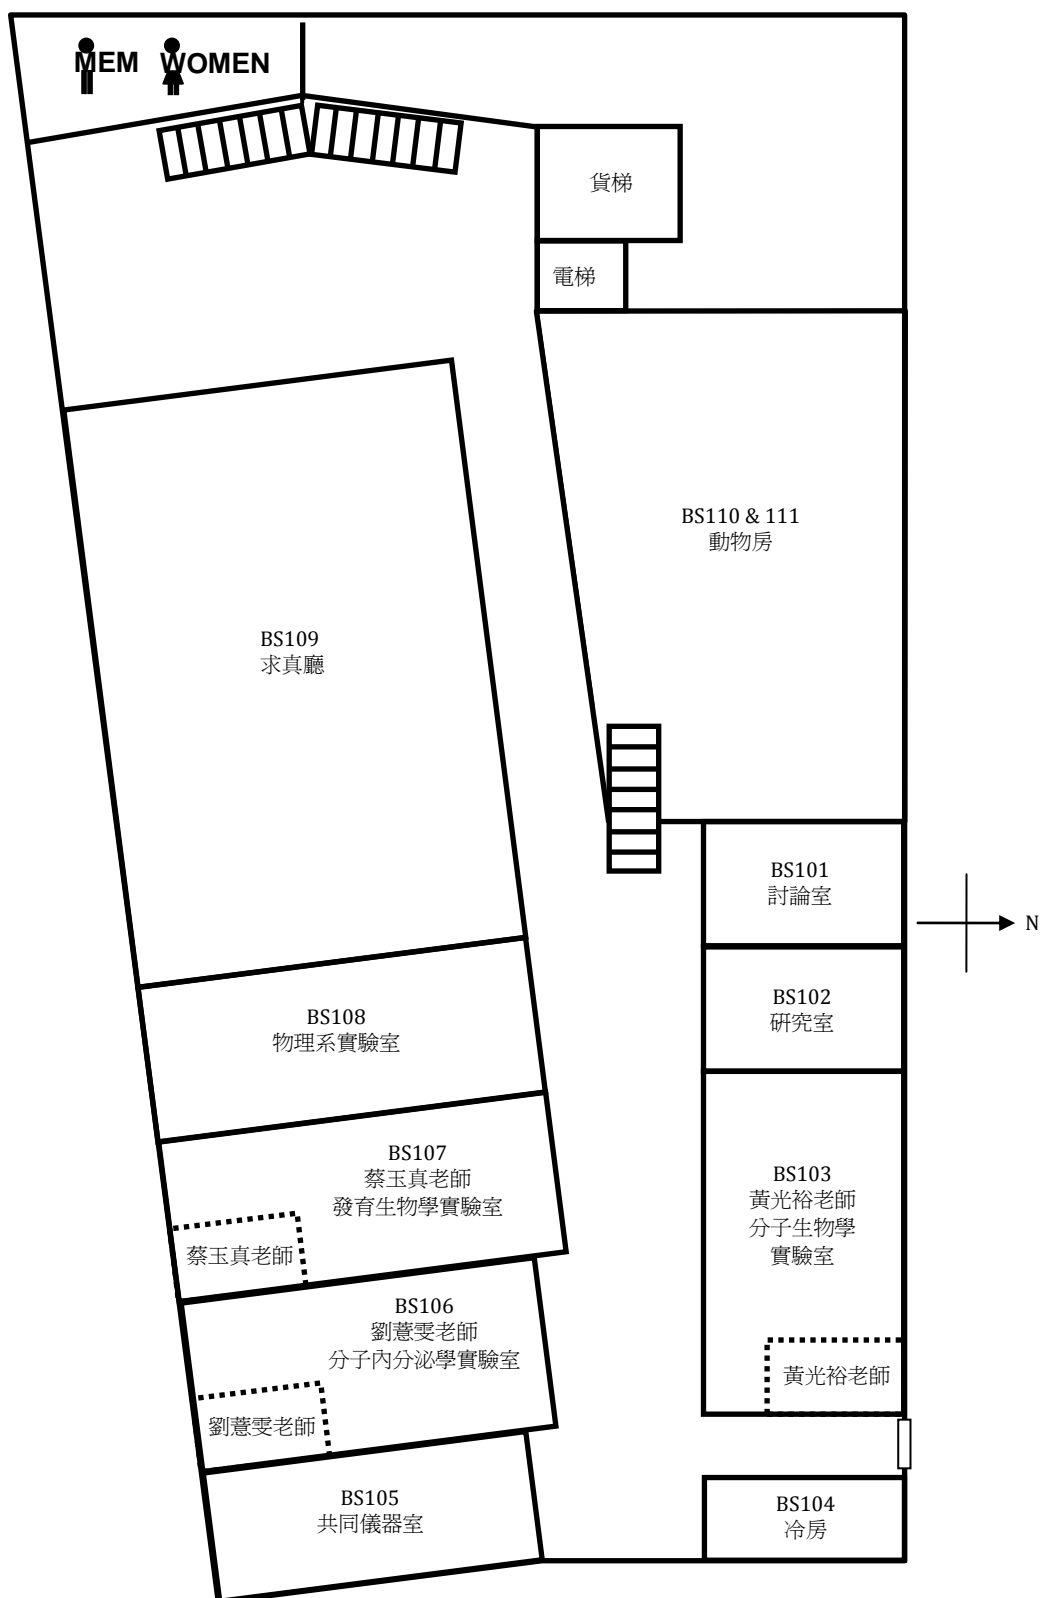 MEM WOMEN
貨梯
電梯
BS110 & 111
動物房
BS109
求真廳
BS101
討論室
N
BS102
研究室
BS108
物理系實驗室
BS107
蔡玉真老師
發育生物學實驗室
蔡玉真老師
BS103
黃光裕老師
分子生物學
實驗室
黃光裕老師
BS106
劉薏雯老師
分子內分泌學實驗室
劉薏雯老師
BS105
共同儀器室
BS104
冷房